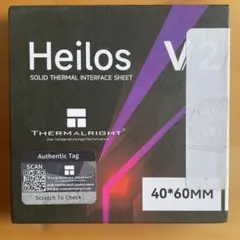 Heilos V2
SOLID THERMAL INTERFACE SHEET
THERMALRIGHT
Authentic Tag
SCAN
Scratch To Check
40*60MM